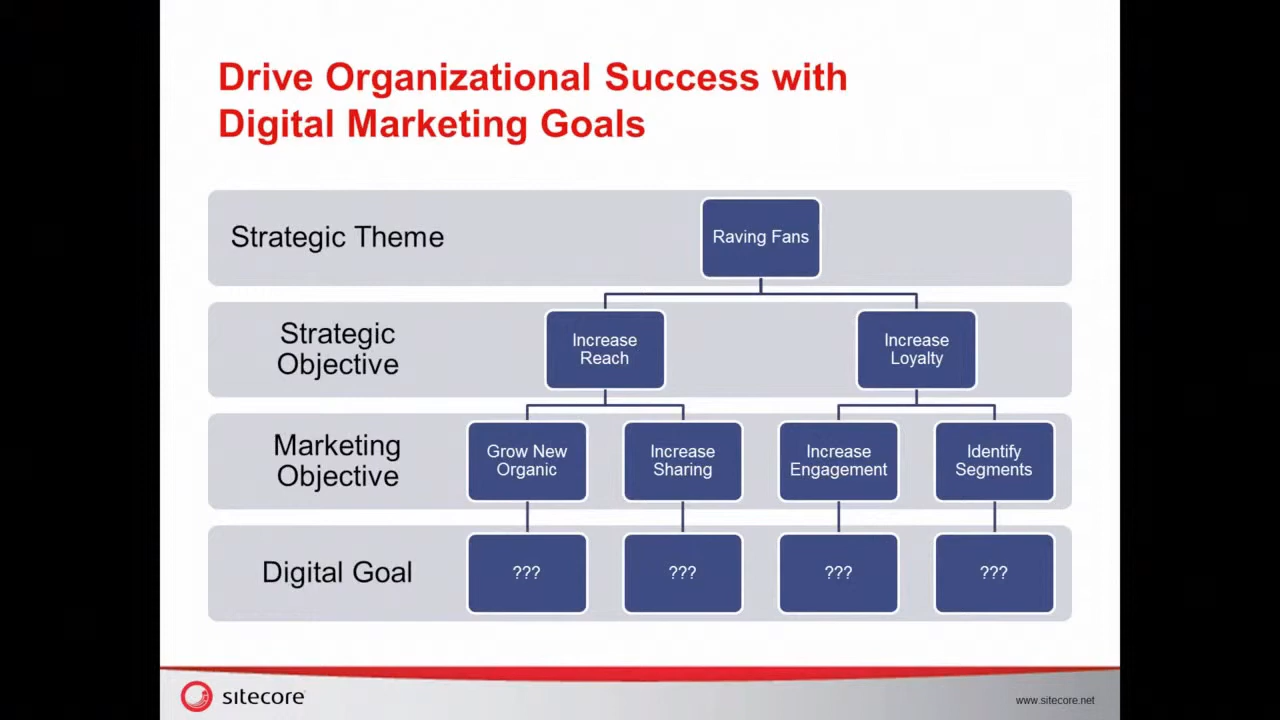 Drive Organizational Success with
Digital Marketing Goals
Strategic Theme
Raving Fans
Strategic
Objective
Increase
Reach
Increase
Loyalty
Marketing
Objective
Grow New
Organic
Increase
Sharing
Increase
Engagement
Identify
Segments
Digital Goal
???
???
???
???
sitecore
www.sitecore.net